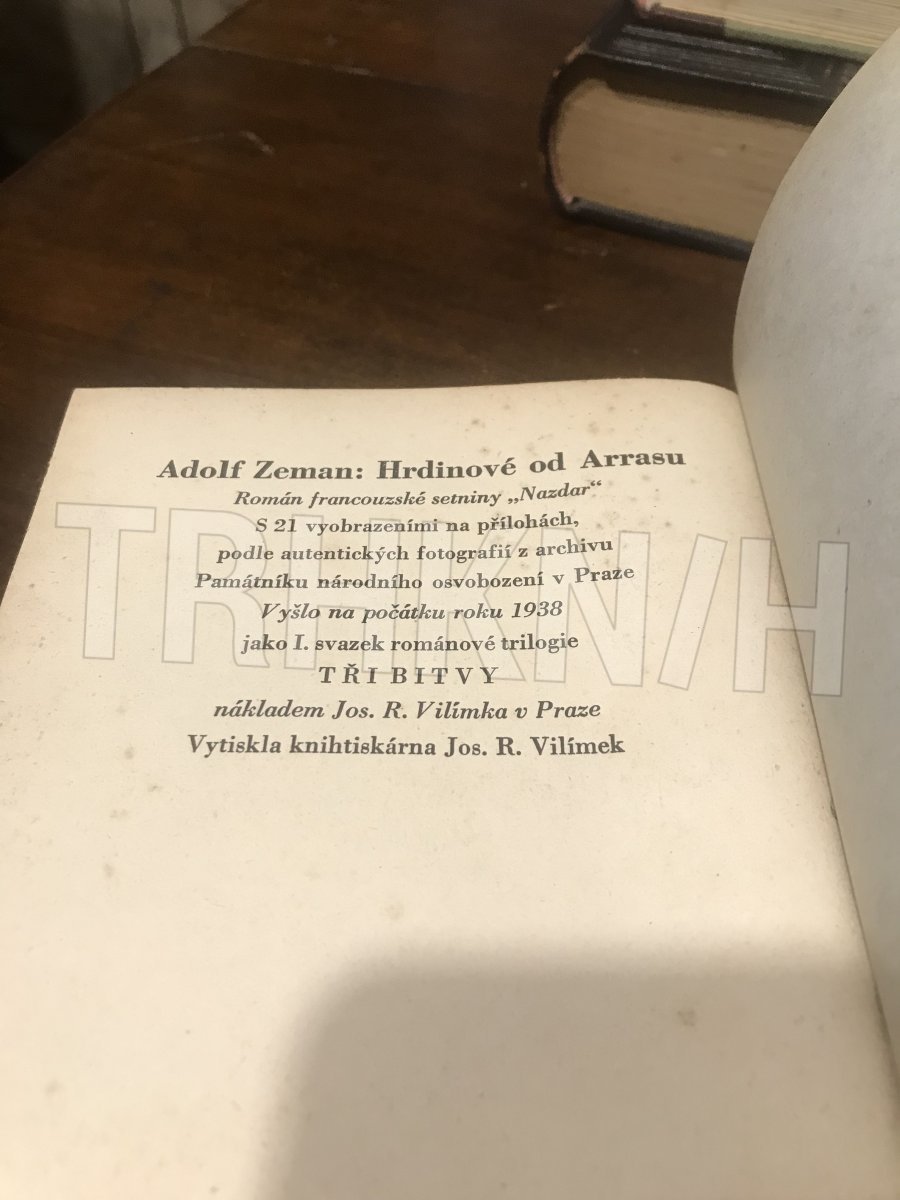 Adolf Zeman: Hrdinové od Arrasu
Román francouzské setniny „Nazdar“
S 21 vyobrazeními na přílohách,
podle autentických fotografií z archivu
Památníku národního osvobození v Praze
Vyšlo na počátku roku 1938
jako I. svazek románové trilogie
TŘI BITVY
nákladem Jos. R. Vilímka v Praze
Vytiskla knihtiskárna Jos. R. Vilímek
TRHKNIH